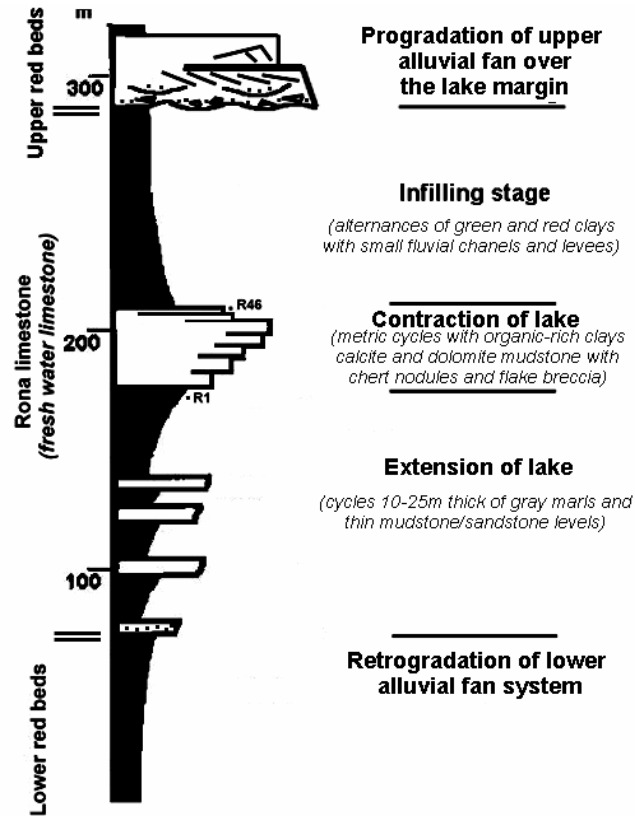 m
Upper red beds
300
Progradation of upper
alluvial fan over
the lake margin
Infilling stage
(alternances of green and red clays
with small fluvial chanels and levees)
Rona limestone
(fresh water limestone)
R46
200
Contraction of lake
(metric cycles with organic-rich clays
calcite and dolomite mudstone with
chert nodules and flake breccia)
R1
Extension of lake
(cycles 10-25m thick of gray marls and
thin mudstone/sandstone levels)
100
Lower red beds
Retrogradation of lower
alluvial fan system